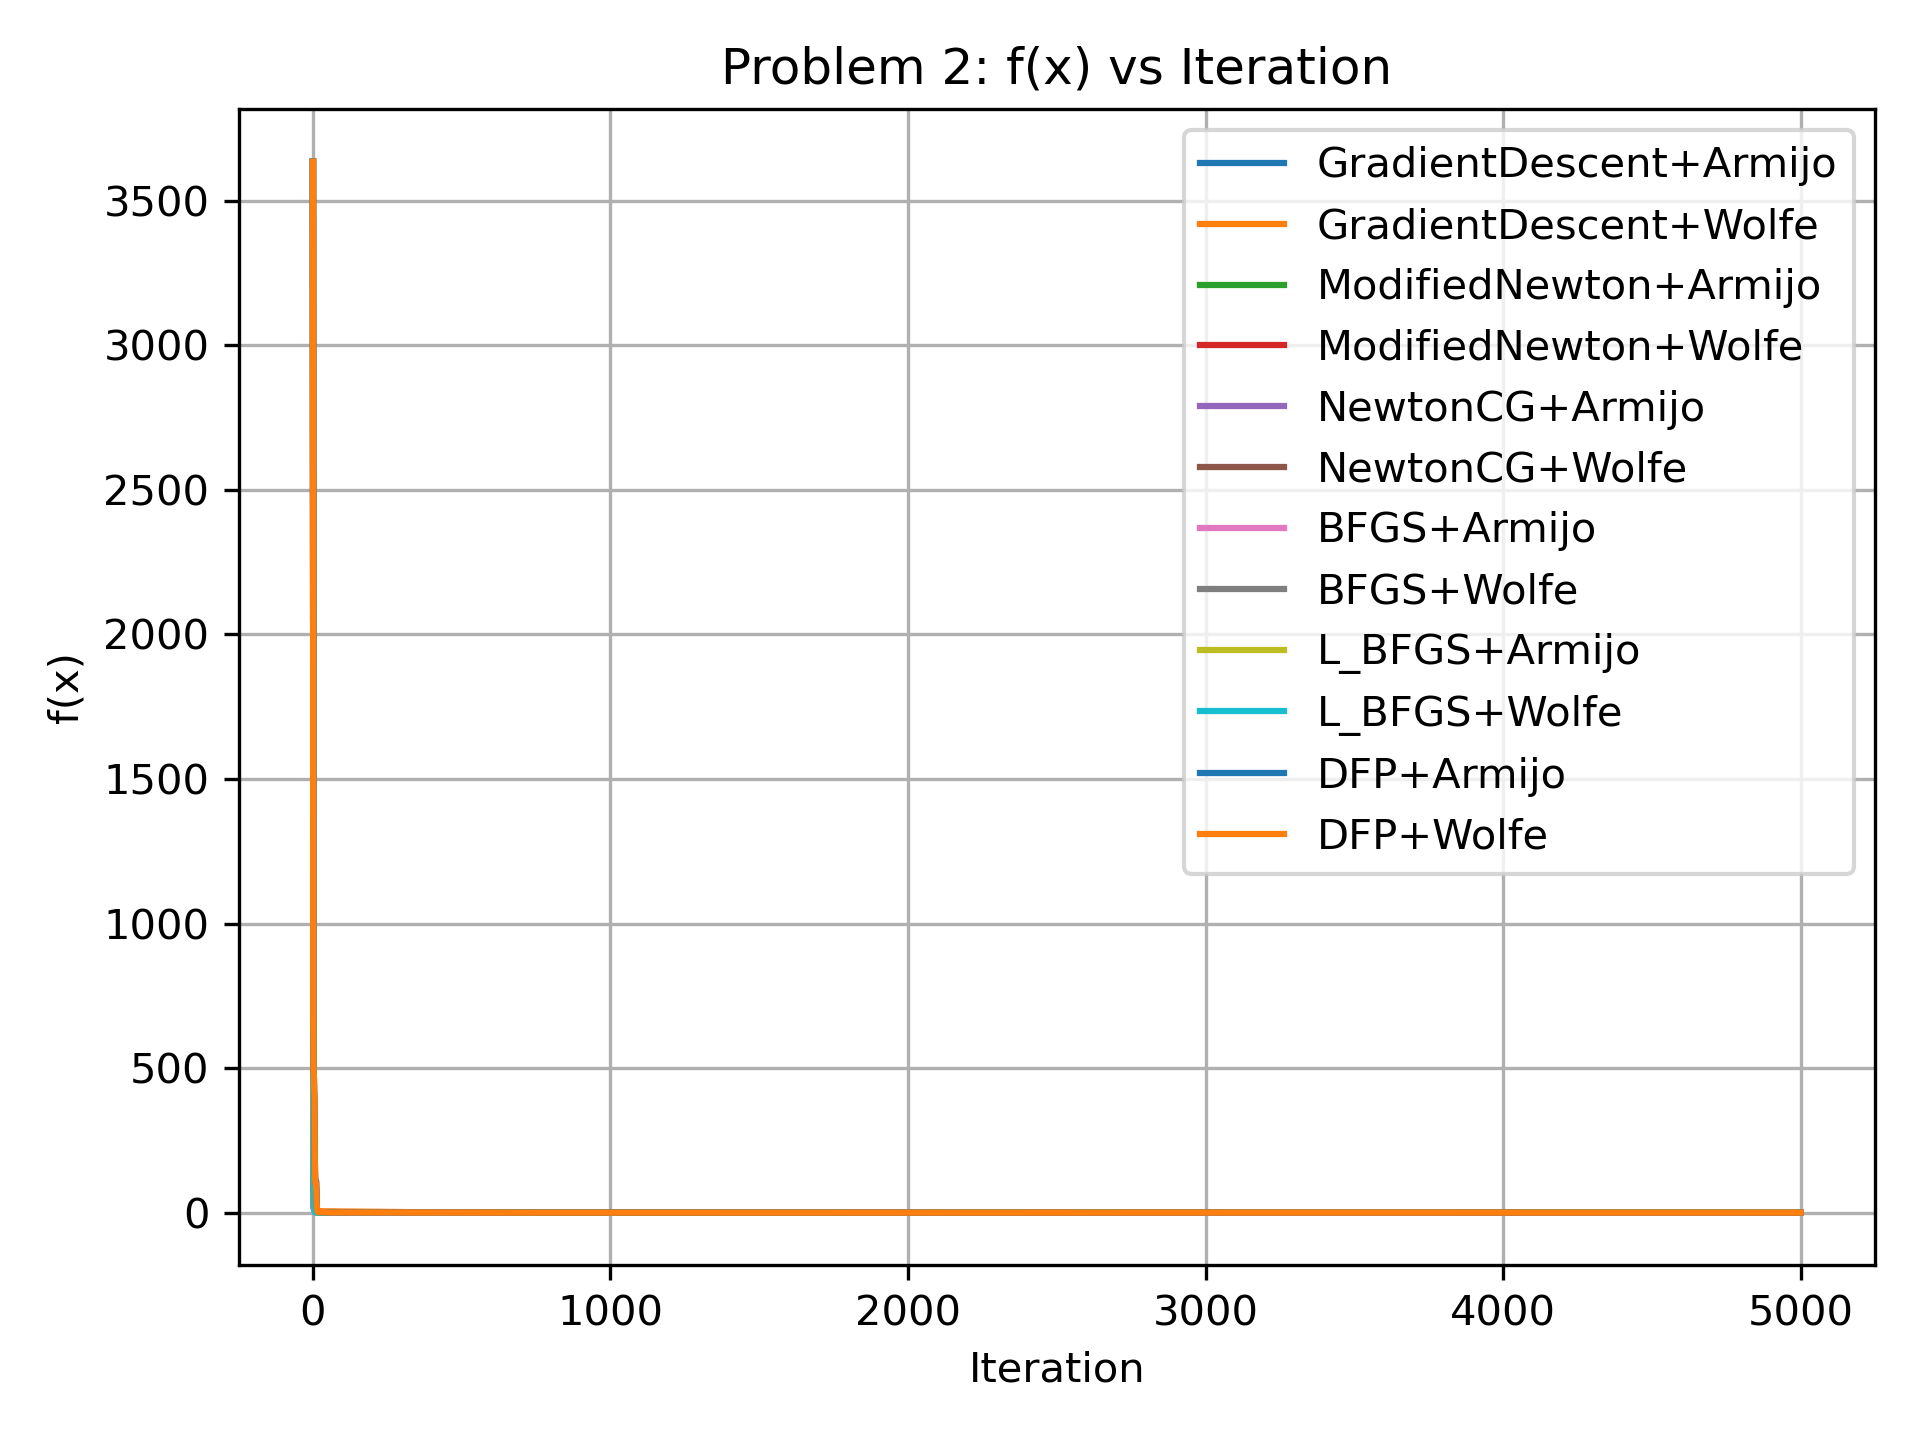 Problem 2: f(x) vs Iteration
GradientDescent+Armijo
GradientDescent+Wolfe
ModifiedNewton+Armijo
ModifiedNewton+Wolfe
NewtonCG+Armijo
NewtonCG+Wolfe
BFGS+Armijo
BFGS+Wolfe
L_BFGS+Armijo
L_BFGS+Wolfe
DFP+Armijo
DFP+Wolfe
3500
3000
2500
2000
1500
1000
500
0
f(x)
0 1000 2000 3000 4000 5000
Iteration